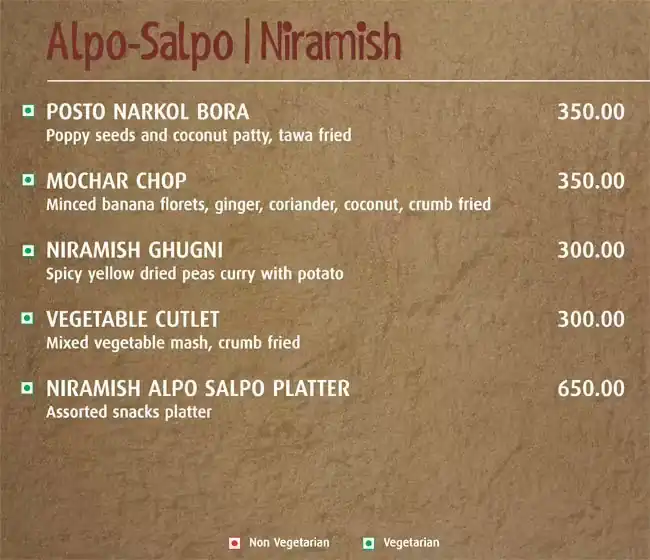 Alpo-Salpo | Niramish
POSTO NARKOL BORA 350.00
Poppy seeds and coconut patty, tawa fried
MOCHAR CHOP 350.00
Minced banana florets, ginger, coriander, coconut, crumb fried
NIRAMISH GHUGNI 300.00
Spicy yellow dried peas curry with potato
VEGETABLE CUTLET 300.00
Mixed vegetable mash, crumb fried
NIRAMISH ALPO SALPO PLATTER 650.00
Assorted snacks platter
Non Vegetarian Vegetarian